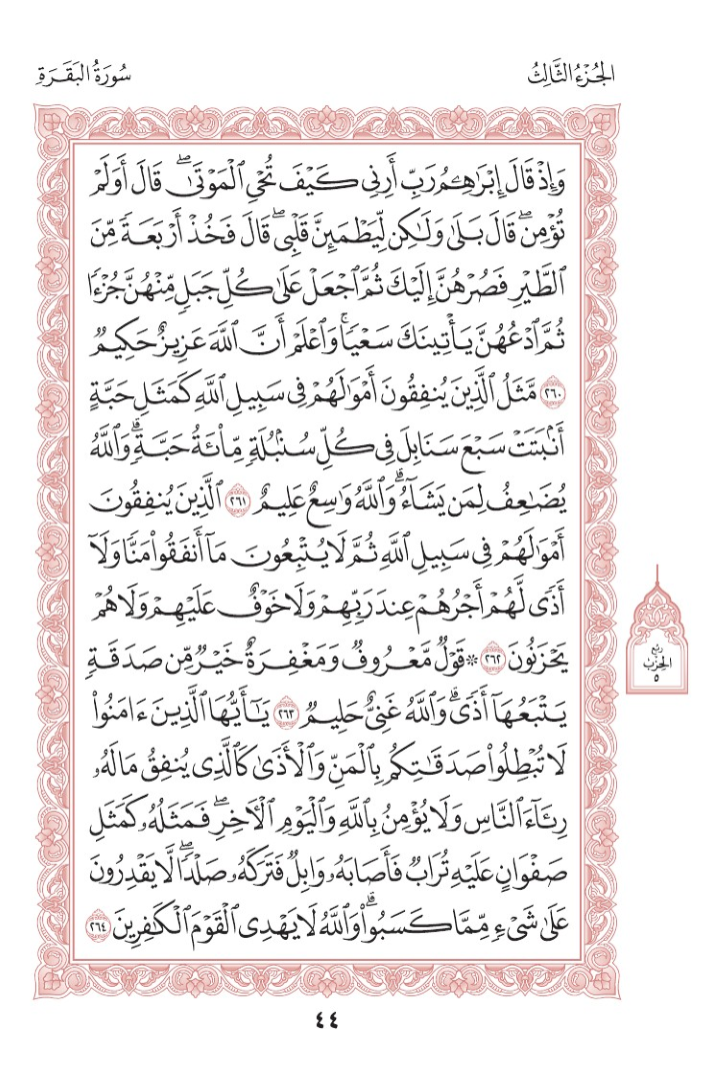 الجُزْءُ الثَّالِثُ
سُورَةُ البَقَرَةِ
وَإِذْ قَالَ إِبْرَٰهِـۧمُ رَبِّ أَرِنِى كَيْفَ تُحْىِ ٱلْمَوْتَىٰۖ قَالَ أَوَلَمْ
تُؤْمِنۖ قَالَ بَلَىٰ وَلَٰكِن لِّيَطْمَئِنَّ قَلْبِىۖ قَالَ فَخُذْ أَرْبَعَةً مِّنَ
ٱلطَّيْرِ فَصُرْهُنَّ إِلَيْكَ ثُمَّ ٱجْعَلْ عَلَىٰ كُلِّ جَبَلٍ مِّنْهُنَّ جُزْءًا
ثُمَّ ٱدْعُهُنَّ يَأْتِينَكَ سَعْيًاۚ وَٱعْلَمْ أَنَّ ٱللَّهَ عَزِيزٌ حَكِيمٌ
٢٦٠ مَّثَلُ ٱلَّذِينَ يُنفِقُونَ أَمْوَٰلَهُمْ فِى سَبِيلِ ٱللَّهِ كَمَثَلِ حَبَّةٍ
أَنۢبَتَتْ سَبْعَ سَنَابِلَ فِى كُلِّ سُنۢبُلَةٍ مِّا۟ئَةُ حَبَّةٍۗ وَٱللَّهُ
يُضَٰعِفُ لِمَن يَشَآءُۗ وَٱللَّهُ وَٰسِعٌ عَلِيمٌ ٢٦١ ٱلَّذِينَ يُنفِقُونَ
أَمْوَٰلَهُمْ فِى سَبِيلِ ٱللَّهِ ثُمَّ لَا يُتْبِعُونَ مَآ أَنفَقُوا۟ مَنًّا وَلَآ
أَذًى لَّهُمْ أَجْرُهُمْ عِندَ رَبِّهِمْ وَلَا خَوْفٌ عَلَيْهِمْ وَلَا هُمْ
يَحْزَنُونَ ٢٦٢ ۞ قَوْلٌ مَّعْرُوفٌ وَمَغْفِرَةٌ خَيْرٌ مِّن صَدَقَةٍ
يَتْبَعُهَآ أَذًىۗ وَٱللَّهُ غَنِىٌّ حَلِيمٌ ٢٦٣ يَٰٓأَيُّهَا ٱلَّذِينَ ءَامَنُوا۟
لَا تُبْطِلُوا۟ صَدَقَٰتِكُم بِٱلْمَنِّ وَٱلْأَذَىٰ كَٱلَّذِى يُنفِقُ مَالَهُۥ
رِئَآءَ ٱلنَّاسِ وَلَا يُؤْمِنُ بِٱللَّهِ وَٱلْيَوْمِ ٱلْءَاخِرِۖ فَمَثَلُهُۥ كَمَثَلِ
صَفْوَانٍ عَلَيْهِ تُرَابٌ فَأَصَابَهُۥ وَابِلٌ فَتَرَكَهُۥ صَلْدًاۖ لَّا يَقْدِرُونَ
عَلَىٰ شَىْءٍ مِّمَّا كَسَبُوا۟ۗ وَٱللَّهُ لَا يَهْدِى ٱلْقَوْمَ ٱلْكَٰفِرِينَ ٢٦٤
ربع
الحزب
٥
٤٤